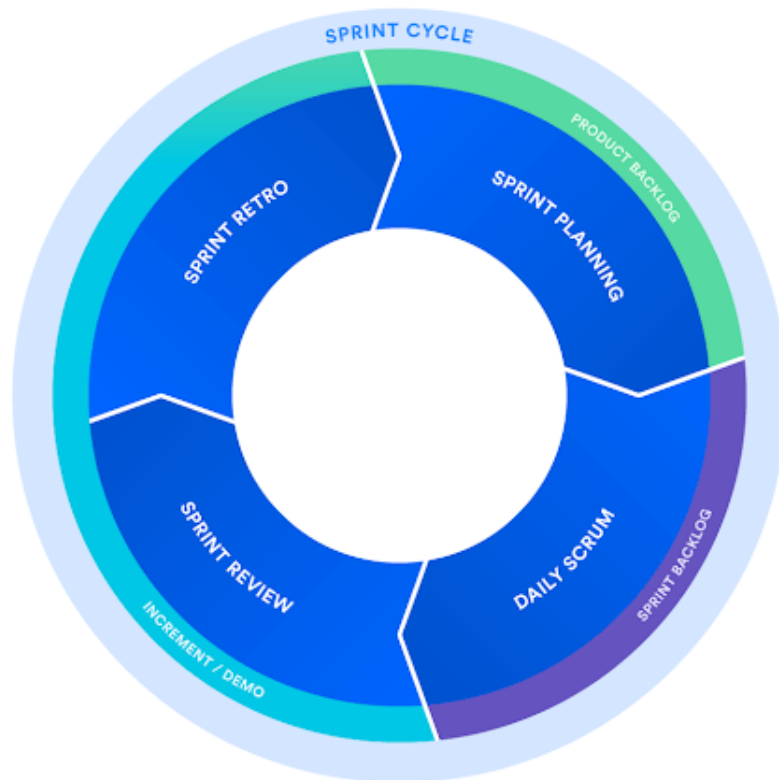 SPRINT CYCLE
PRODUCT BACKLOG
SPRINT PLANNING
SPRINT BACKLOG
DAILY SCRUM
INCREMENT / DEMO
SPRINT REVIEW
SPRINT RETRO